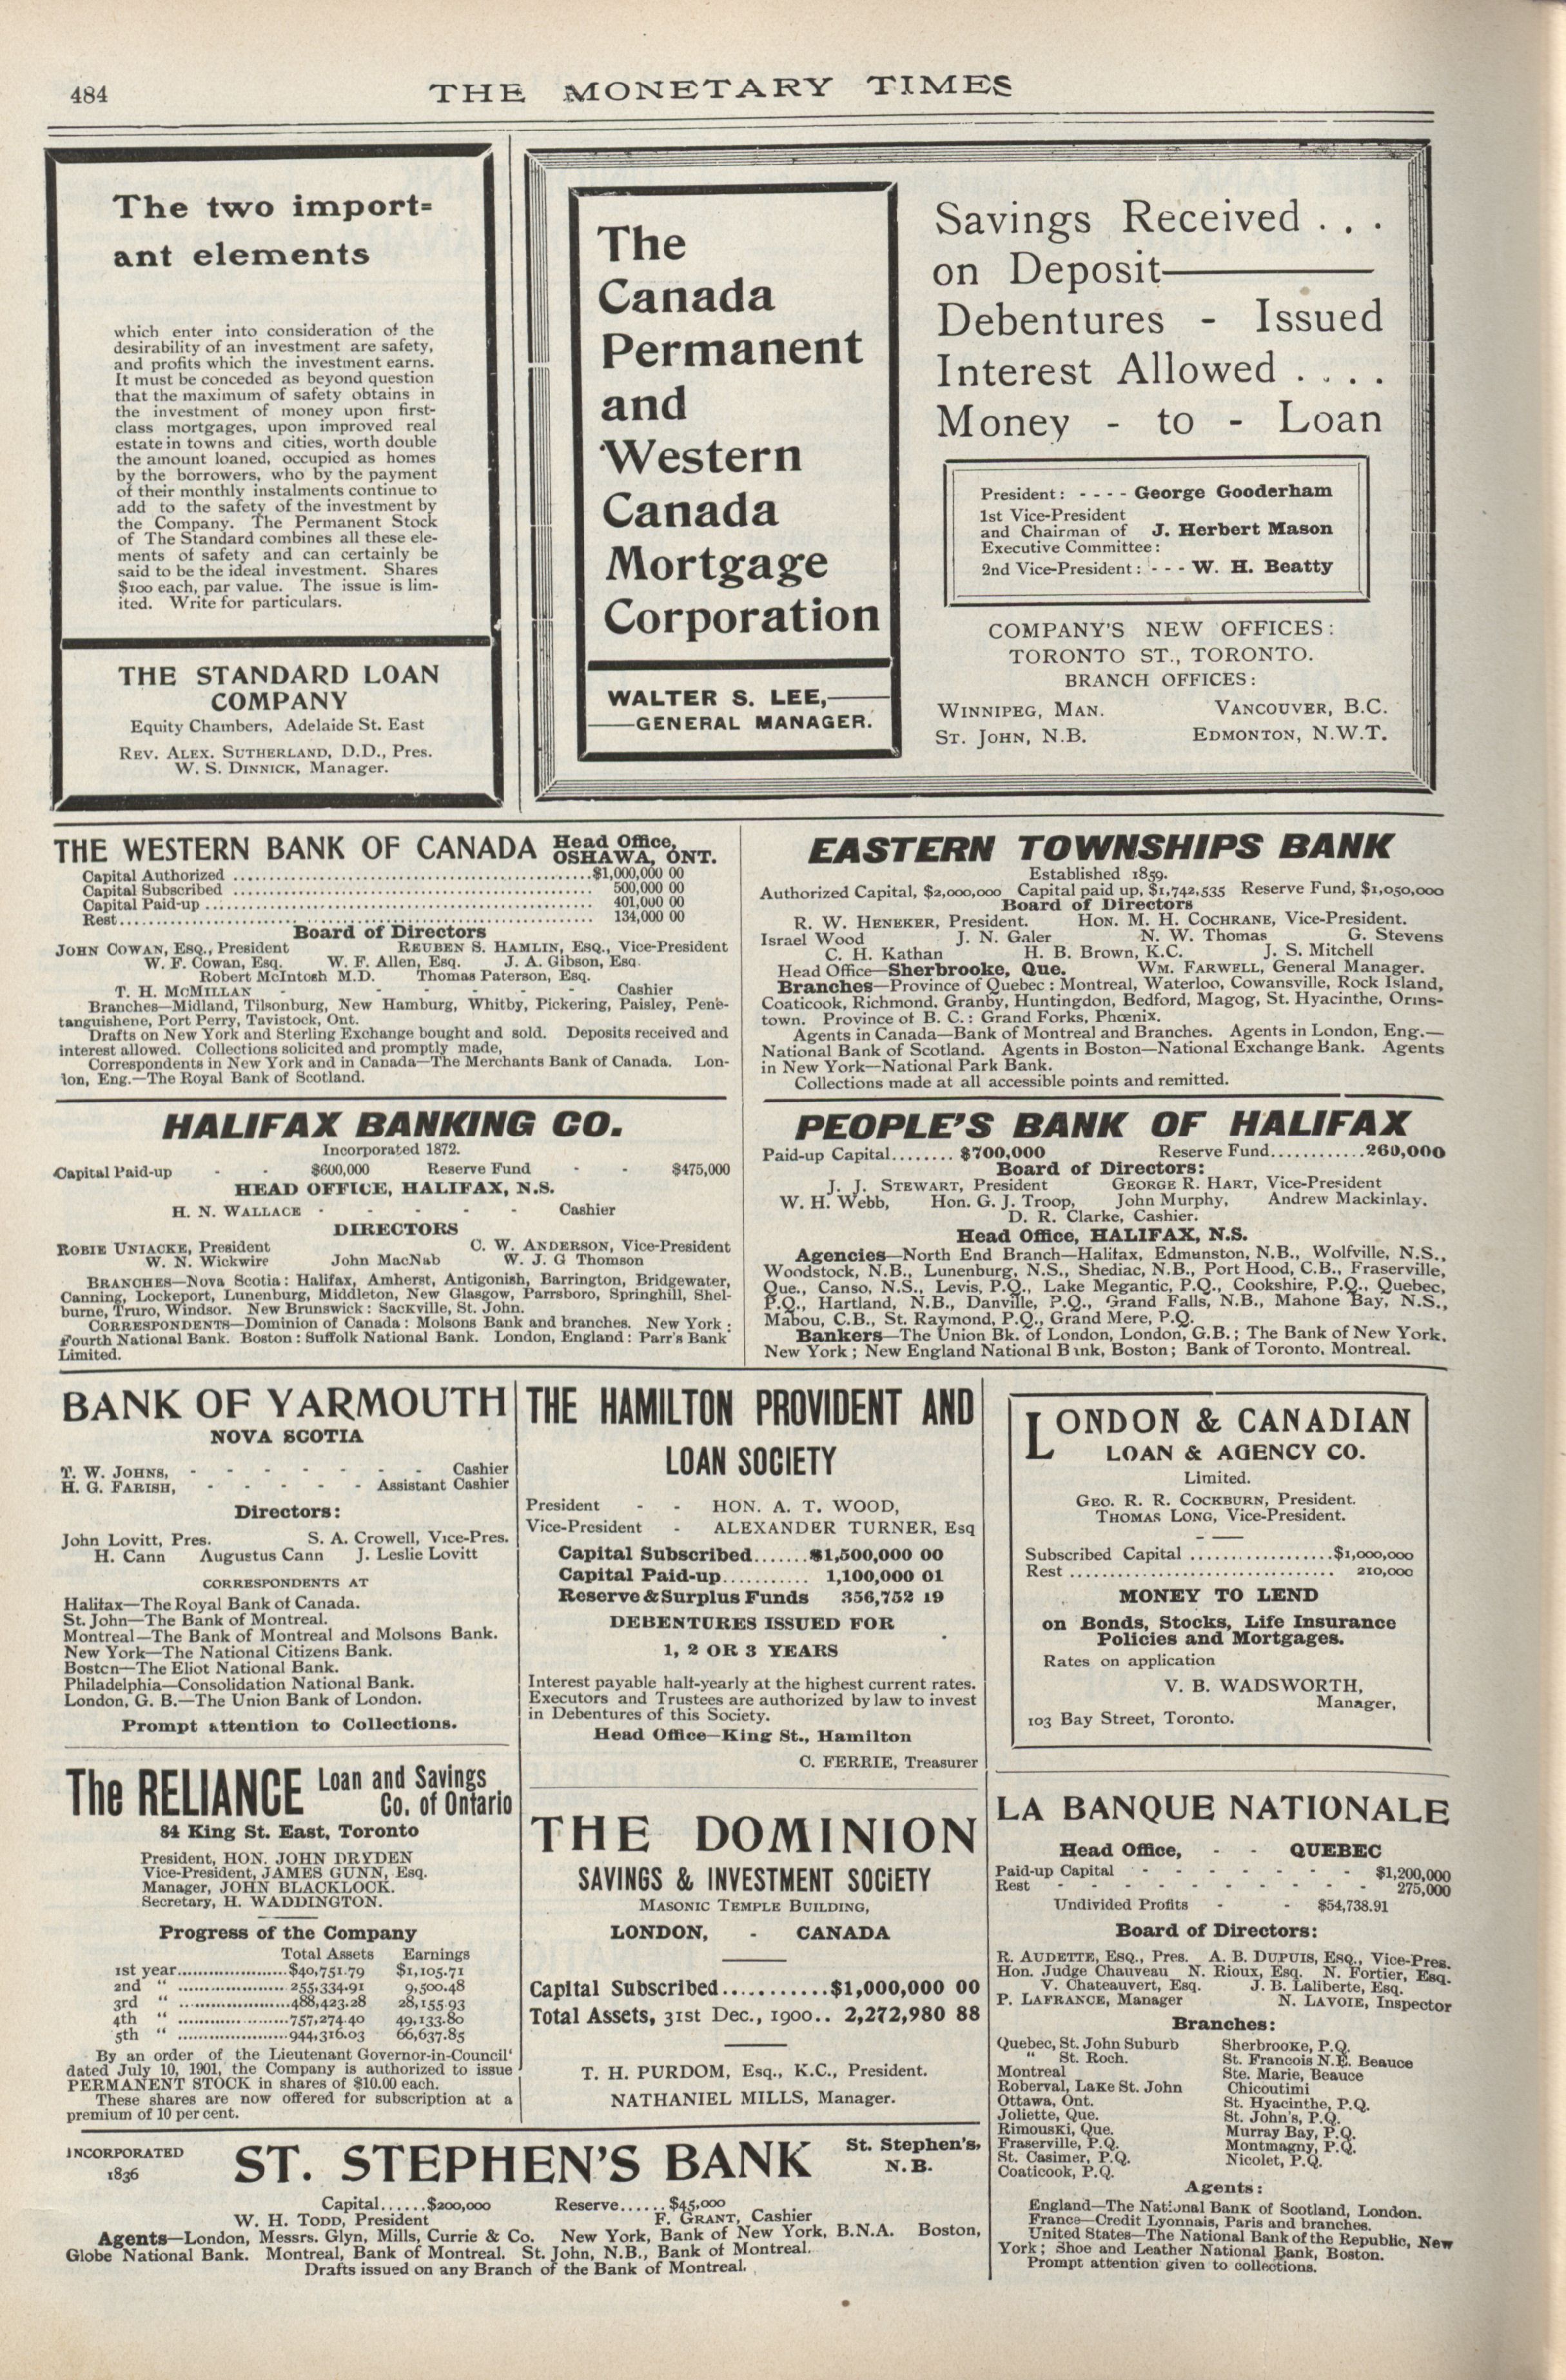 484
THE MONETARY TIMES
The two import=
ant elements
which enter into consideration of the
desirability of an investment are safety,
and profits which the investment earns.
It must be conceded as beyond question
that the maximum of safety obtains in
the investment of money upon first-
class mortgages, upon improved real
estate in towns and cities, worth double
the amount loaned, occupied as homes
by the borrowers, who by the payment
of their monthly instalments continue to
add to the safety of the investment by
the Company. The Permanent Stock
of The Standard combines all these ele-
ments of safety and can certainly be
said to be the ideal investment. Shares
$100 each, par value. The issue is lim-
ited. Write for particulars.
THE STANDARD LOAN
COMPANY
Equity Chambers, Adelaide St. East
REV. ALEX. SUTHERLAND, D.D., Pres.
W. S. DINNICK, Manager.
The
Canada
Permanent
and
Western
Canada
Mortgage
Corporation
WALTER S. LEE,
GENERAL MANAGER.
Savings Received . . .
on Deposit
Debentures - Issued
Interest Allowed . . . .
Money - to - Loan
President: - - - - George Gooderham
1st Vice-President
and Chairman of J. Herbert Mason
Executive Committee:
2nd Vice-President: - - - W. H. Beatty
COMPANY'S NEW OFFICES:
TORONTO ST., TORONTO.
BRANCH OFFICES:
WINNIPEG, MAN. VANCOUVER, B.C.
ST. JOHN, N.B. EDMONTON, N.W.T.
THE WESTERN BANK OF CANADA Head Office,
OSHAWA, ONT.
Capital Authorized ........ $1,000,000 00
Capital Subscribed ........ 500,000 00
Capital Paid-up ........ 401,000 00
Rest ........ 134,000 00
Board of Directors
JOHN COWAN, ESQ., President REUBEN S. HAMLIN, ESQ., Vice-President
W. F. Cowan, Esq. W. F. Allen, Esq. J. A. Gibson, Esq.
Robert McIntosh M.D. Thomas Paterson, Esq.
T. H. MCMILLAN - - - - - - Cashier
Branches—Midland, Tilsonburg, New Hamburg, Whitby, Pickering, Paisley, Pene-
tanguishene, Port Perry, Tavistock, Ont.
Drafts on New York and Sterling Exchange bought and sold. Deposits received and
interest allowed. Collections solicited and promptly made,
Correspondents in New York and in Canada—The Merchants Bank of Canada. Lon-
don, Eng.—The Royal Bank of Scotland.
EASTERN TOWNSHIPS BANK
Established 1859.
Authorized Capital, $2,000,000 Capital paid up, $1,742,535 Reserve Fund, $1,050,000
Board of Directors
R. W. HENEKER, President. HON. M. H. COCHRANE, Vice-President.
Israel Wood J. N. Galer N. W. Thomas G. Stevens
C. H. Kathan H. B. Brown, K.C. J. S. Mitchell
Head Office—Sherbrooke, Que. WM. FARWELL, General Manager.
Branches—Province of Quebec: Montreal, Waterloo, Cowansville, Rock Island,
Coaticook, Richmond, Granby, Huntingdon, Bedford, Magog, St. Hyacinthe, Orms-
town. Province of B. C.: Grand Forks, Phœnix.
Agents in Canada—Bank of Montreal and Branches. Agents in London, Eng.—
National Bank of Scotland. Agents in Boston—National Exchange Bank. Agents
in New York—National Park Bank.
Collections made at all accessible points and remitted.
HALIFAX BANKING CO.
Incorporated 1872.
Capital Paid-up - - $600,000 Reserve Fund - - $475,000
HEAD OFFICE, HALIFAX, N.S.
H. N. WALLACE - - - - - Cashier
DIRECTORS
ROBIE UNIACKE, President C. W. ANDERSON, Vice-President
W. N. Wickwire John MacNab W. J. G Thomson
BRANCHES—Nova Scotia: Halifax, Amherst, Antigonish, Barrington, Bridgewater,
Canning, Lockeport, Lunenburg, Middleton, New Glasgow, Parrsboro, Springhill, Shel-
burne, Truro, Windsor. New Brunswick: Sackville, St. John.
CORRESPONDENTS—Dominion of Canada: Molsons Bank and branches. New York:
Fourth National Bank. Boston: Suffolk National Bank. London, England: Parr's Bank
Limited.
PEOPLE'S BANK OF HALIFAX
Paid-up Capital........ $700,000 Reserve Fund............260,000
Board of Directors:
J. J. STEWART, President GEORGE R. HART, Vice-President
W. H. Webb, Hon. G. J. Troop, John Murphy, Andrew Mackinlay.
D. R. Clarke, Cashier.
Head Office, HALIFAX, N.S.
Agencies—North End Branch—Halifax, Edmunston, N.B., Wolfville, N.S.,
Woodstock, N.B., Lunenburg, N.S., Shediac, N.B., Port Hood, C.B., Fraserville,
Que., Canso, N.S., Levis, P.Q., Lake Megantic, P.Q., Cookshire, P.Q., Quebec,
P.Q., Hartland, N.B., Danville, P.Q., Grand Falls, N.B., Mahone Bay, N.S.,
Mabou, C.B., St. Raymond, P.Q., Grand Mere, P.Q.
Bankers—The Union Bk. of London, London, G.B.; The Bank of New York,
New York; New England National Bank, Boston; Bank of Toronto, Montreal.
BANK OF YARMOUTH
NOVA SCOTIA
T. W. JOHNS, - - - - - - - Cashier
H. G. FARISH, - - - - - Assistant Cashier
Directors:
John Lovitt, Pres. S. A. Crowell, Vice-Pres.
H. Cann Augustus Cann J. Leslie Lovitt
CORRESPONDENTS AT
Halifax—The Royal Bank of Canada.
St. John—The Bank of Montreal.
Montreal—The Bank of Montreal and Molsons Bank.
New York—The National Citizens Bank.
Boston—The Eliot National Bank.
Philadelphia—Consolidation National Bank.
London, G. B.—The Union Bank of London.
Prompt attention to Collections.
THE HAMILTON PROVIDENT AND
LOAN SOCIETY
President - - HON. A. T. WOOD,
Vice-President - ALEXANDER TURNER, Esq
Capital Subscribed.......$1,500,000 00
Capital Paid-up........... 1,100,000 01
Reserve & Surplus Funds 356,752 19
DEBENTURES ISSUED FOR
1, 2 OR 3 YEARS
Interest payable half-yearly at the highest current rates.
Executors and Trustees are authorized by law to invest
in Debentures of this Society.
Head Office—King St., Hamilton
C. FERRIE, Treasurer
LONDON & CANADIAN
LOAN & AGENCY CO.
Limited.
GEO. R. R. COCKBURN, President.
THOMAS LONG, Vice-President.
Subscribed Capital ..................$1,000,000
Rest ................................. 210,000
MONEY TO LEND
on Bonds, Stocks, Life Insurance
Policies and Mortgages.
Rates on application
V. B. WADSWORTH,
Manager,
103 Bay Street, Toronto.
The RELIANCE Loan and Savings
Co. of Ontario
84 King St. East, Toronto
President, HON. JOHN DRYDEN
Vice-President, JAMES GUNN, Esq.
Manager, JOHN BLACKLOCK.
Secretary, H. WADDINGTON.
Progress of the Company
Total Assets Earnings
1st year......................$40,751.79 $1,105.71
2nd " ...................... 255,334.91 9,500.48
3rd " ......................488,423.28 28,155.93
4th " ......................757,274.40 49,133.80
5th " ......................944,316.03 66,637.85
By an order of the Lieutenant Governor-in-Council
dated July 10, 1901, the Company is authorized to issue
PERMANENT STOCK in shares of $10.00 each.
These shares are now offered for subscription at a
premium of 10 per cent.
THE DOMINION
SAVINGS & INVESTMENT SOCIETY
MASONIC TEMPLE BUILDING,
LONDON, - CANADA
Capital Subscribed...........$1,000,000 00
Total Assets, 31st Dec., 1900.. 2,272,980 88
T. H. PURDOM, Esq., K.C., President.
NATHANIEL MILLS, Manager.
LA BANQUE NATIONALE
Head Office, - - QUEBEC
Paid-up Capital - - - - - - - $1,200,000
Rest - - - - - - - - - 275,000
Undivided Profits - - $54,738.91
Board of Directors:
R. AUDETTE, ESQ., Pres. A. B. DUPUIS, ESQ., Vice-Pres.
Hon. Judge Chauveau N. Rioux, Esq. N. Fortier, Esq.
V. Chateauvert, Esq. J. B. Laliberte, Esq.
P. LAFRANCE, Manager N. LAVOIE, Inspector
Branches:
Quebec, St. John Suburb Sherbrooke, P.Q.
" St. Roch. St. Francois N.E. Beauce
Montreal Ste. Marie, Beauce
Roberval, Lake St. John Chicoutimi
Ottawa, Ont. St. Hyacinthe, P.Q.
Joliette, Que. St. John's, P.Q.
Rimouski, Que. Murray Bay, P.Q.
Fraserville, P.Q. Montmagny, P.Q.
St. Casimer, P.Q. Nicolet, P.Q.
Coaticook, P.Q.
Agents:
England—The National Bank of Scotland, London.
France—Credit Lyonnais, Paris and branches.
United States—The National Bank of the Republic, New
York; Shoe and Leather National Bank, Boston.
Prompt attention given to collections.
INCORPORATED
1836
ST. STEPHEN'S BANK
St. Stephen's,
N.B.
Capital......$200,000 Reserve......$45,000
W. H. TODD, President F. GRANT, Cashier
Agents—London, Messrs. Glyn, Mills, Currie & Co. New York, Bank of New York, B.N.A. Boston,
Globe National Bank. Montreal, Bank of Montreal. St. John, N.B., Bank of Montreal.
Drafts issued on any Branch of the Bank of Montreal.